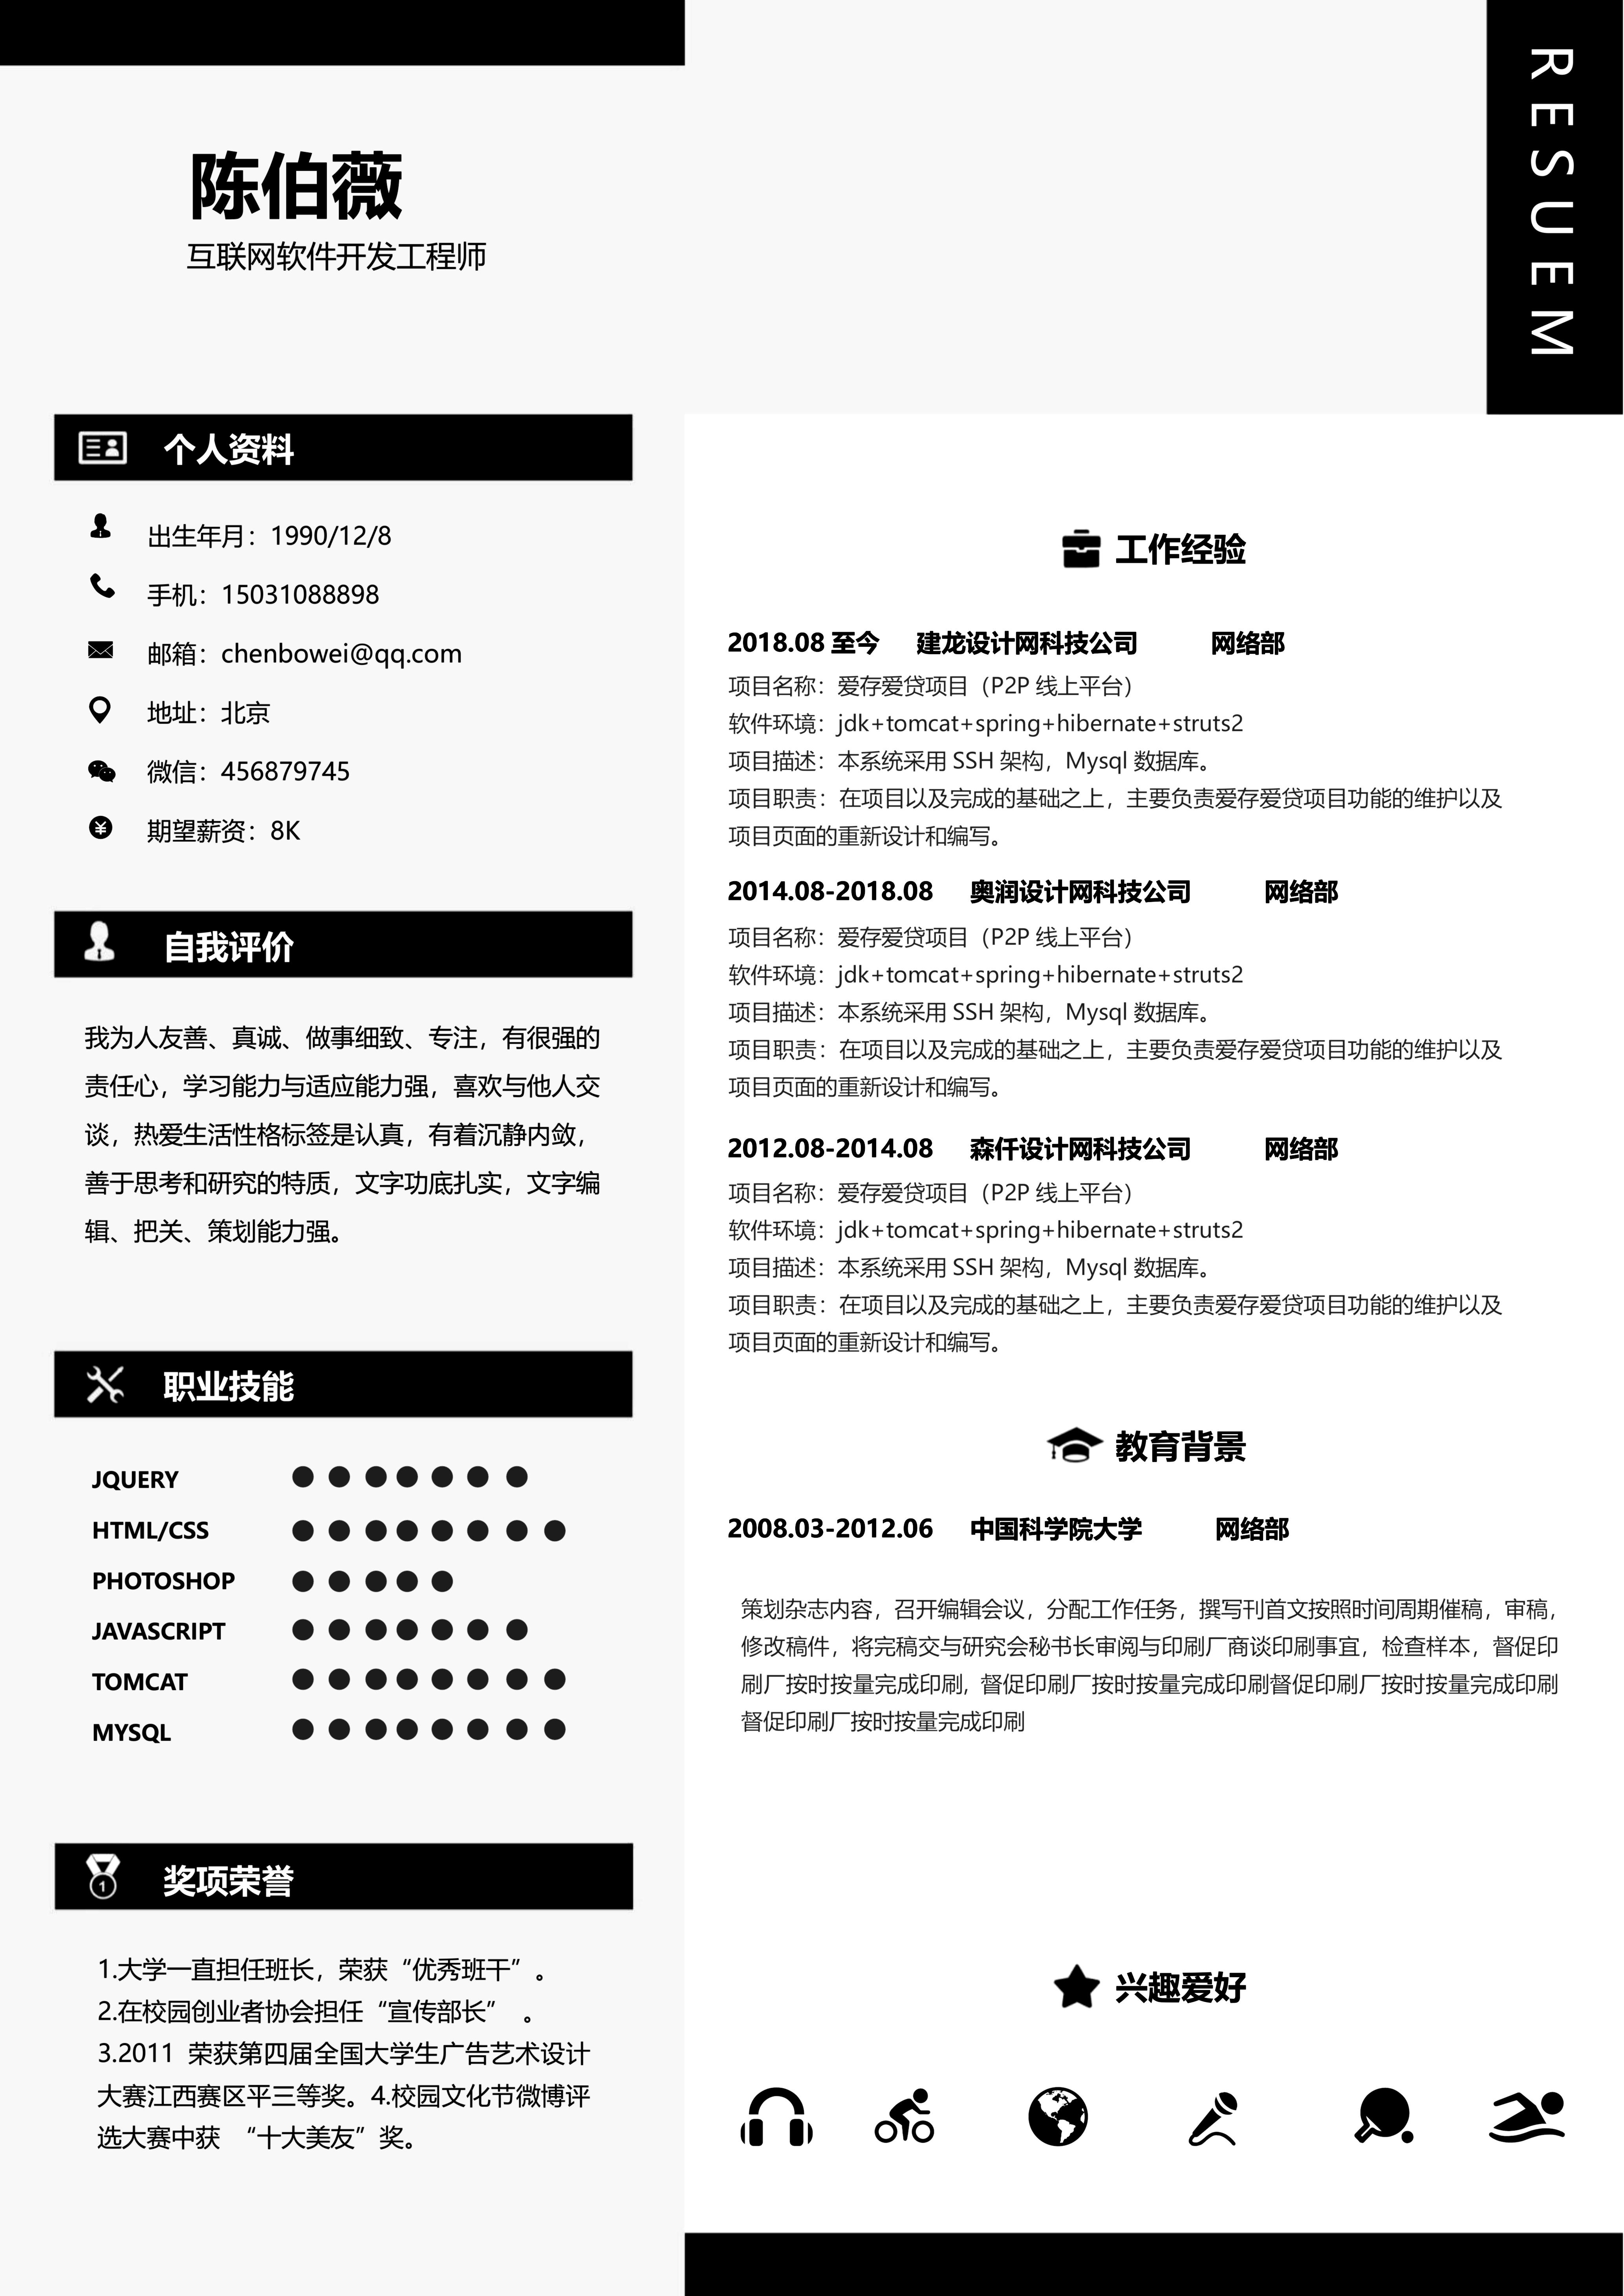 RESUEM
陈伯薇
互联网软件开发工程师
个人资料
出生年月：1990/12/8
手机：15031088898
邮箱：chenbowei@qq.com
地址：北京
微信：456879745
期望薪资：8K
自我评价
我为人友善、真诚、做事细致、专注，有很强的
责任心，学习能力与适应能力强，喜欢与他人交
谈，热爱生活性格标签是认真，有着沉静内敛，
善于思考和研究的特质，文字功底扎实，文字编
辑、把关、策划能力强。
职业技能
JQUERY
HTML/CSS
PHOTOSHOP
JAVASCRIPT
TOMCAT
MYSQL
奖项荣誉
1.大学一直担任班长，荣获“优秀班干”。
2.在校园创业者协会担任“宣传部长” 。
3.2011 荣获第四届全国大学生广告艺术设计
大赛江西赛区平三等奖。4.校园文化节微博评
选大赛中获 “十大美友”奖。
工作经验
2018.08 至今 建龙设计网科技公司 网络部
项目名称：爱存爱贷项目（P2P 线上平台）
软件环境：jdk+tomcat+spring+hibernate+struts2
项目描述：本系统采用 SSH 架构，Mysql 数据库。
项目职责：在项目以及完成的基础之上，主要负责爱存爱贷项目功能的维护以及
项目页面的重新设计和编写。
2014.08-2018.08 奥润设计网科技公司 网络部
项目名称：爱存爱贷项目（P2P 线上平台）
软件环境：jdk+tomcat+spring+hibernate+struts2
项目描述：本系统采用 SSH 架构，Mysql 数据库。
项目职责：在项目以及完成的基础之上，主要负责爱存爱贷项目功能的维护以及
项目页面的重新设计和编写。
2012.08-2014.08 森仟设计网科技公司 网络部
项目名称：爱存爱贷项目（P2P 线上平台）
软件环境：jdk+tomcat+spring+hibernate+struts2
项目描述：本系统采用 SSH 架构，Mysql 数据库。
项目职责：在项目以及完成的基础之上，主要负责爱存爱贷项目功能的维护以及
项目页面的重新设计和编写。
教育背景
2008.03-2012.06 中国科学院大学 网络部
策划杂志内容，召开编辑会议，分配工作任务，撰写刊首文按照时间周期催稿，审稿，
修改稿件，将完稿交与研究会秘书长审阅与印刷厂商谈印刷事宜，检查样本，督促印
刷厂按时按量完成印刷, 督促印刷厂按时按量完成印刷督促印刷厂按时按量完成印刷
督促印刷厂按时按量完成印刷
兴趣爱好